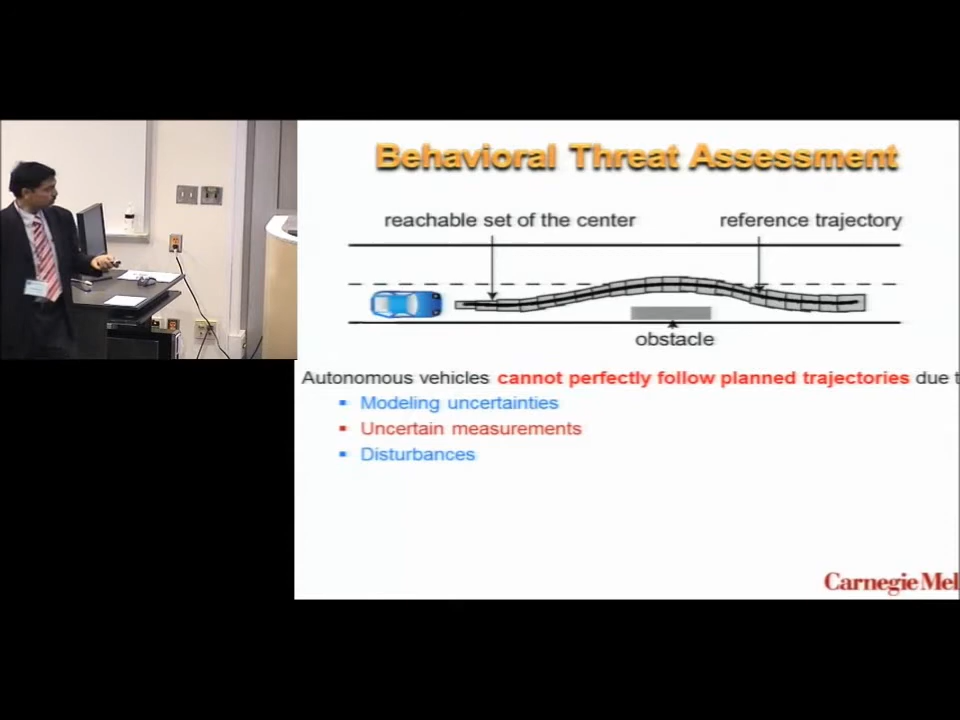 Behavioral Threat Assessment
reachable set of the center
reference trajectory
obstacle
Autonomous vehicles cannot perfectly follow planned trajectories due t
Modeling uncertainties
Uncertain measurements
Disturbances
Carnegie Mel